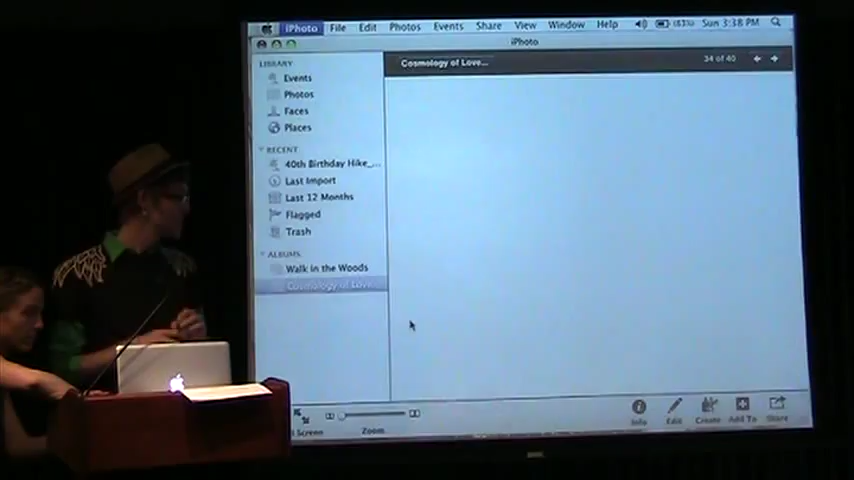 iPhoto File Edit Photos Events Share View Window Help (83%) Sun 3:38 PM
iPhoto
LIBRARY
Cosmology of Love... 34 of 40
Events
Photos
Faces
Places
RECENT
40th Birthday Hike_...
Last Import
Last 12 Months
Flagged
Trash
ALBUMS
Walk in the Woods
Cosmology of Love...
Info Edit Create Add To Share
Screen Zoom